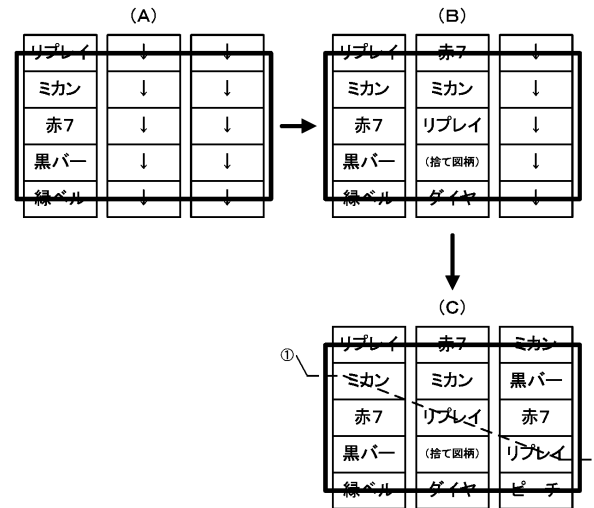 (A)
リプレイ ↓ ↓
ミカン ↓ ↓
赤7 ↓ ↓
黒バー ↓ ↓
緑ベル ↓ ↓
(B)
リプレイ 赤7 ↓
ミカン ミカン ↓
赤7 リプレイ ↓
黒バー (捨て図柄) ↓
緑ベル ダイヤ ↓
(C)
リプレイ 赤7 ミカン
①
ミカン ミカン 黒バー
赤7 リプレイ 赤7
黒バー (捨て図柄) リプレイ
緑ベル ダイヤ ピーチ